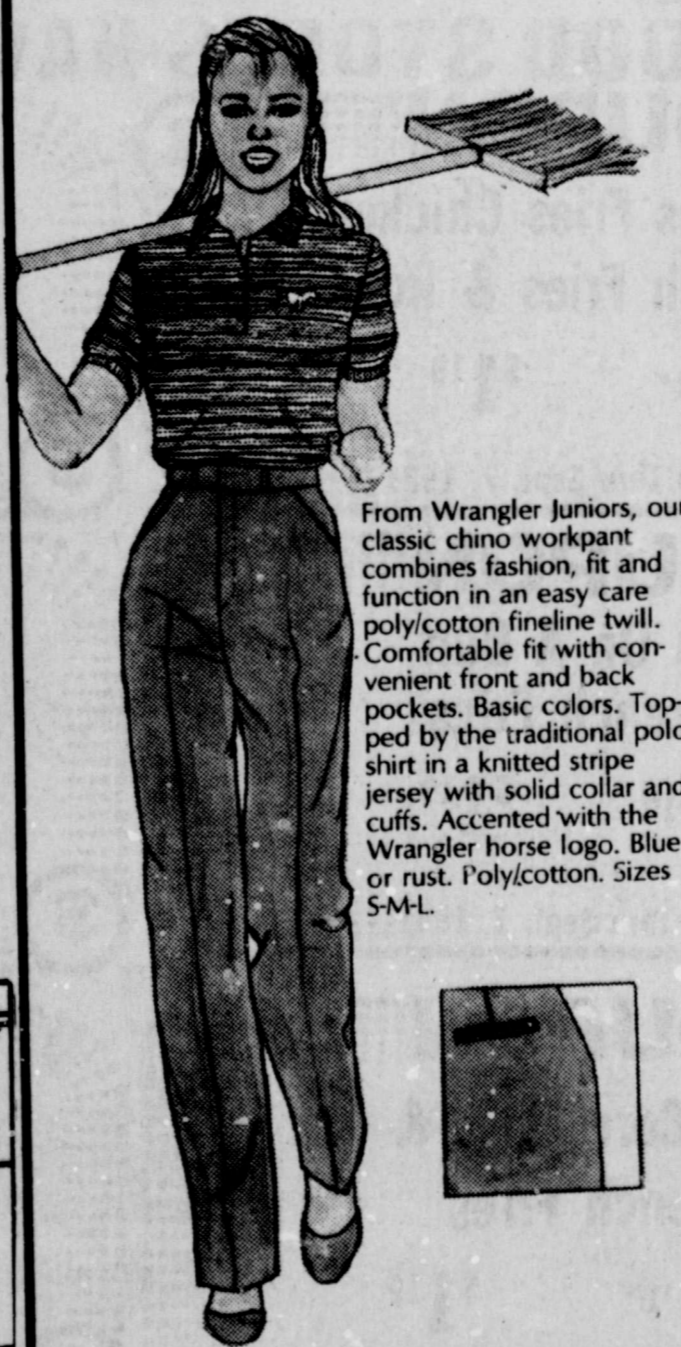 From Wrangler Juniors, our
classic chino workpant
combines fashion, fit and
function in an easy care
poly/cotton fineline twill.
Comfortable fit with con-
venient front and back
pockets. Basic colors. Top-
ped by the traditional polo
shirt in a knitted stripe
jersey with solid collar and
cuffs. Accented with the
Wrangler horse logo. Blue
or rust. Poly/cotton. Sizes
S-M-L.